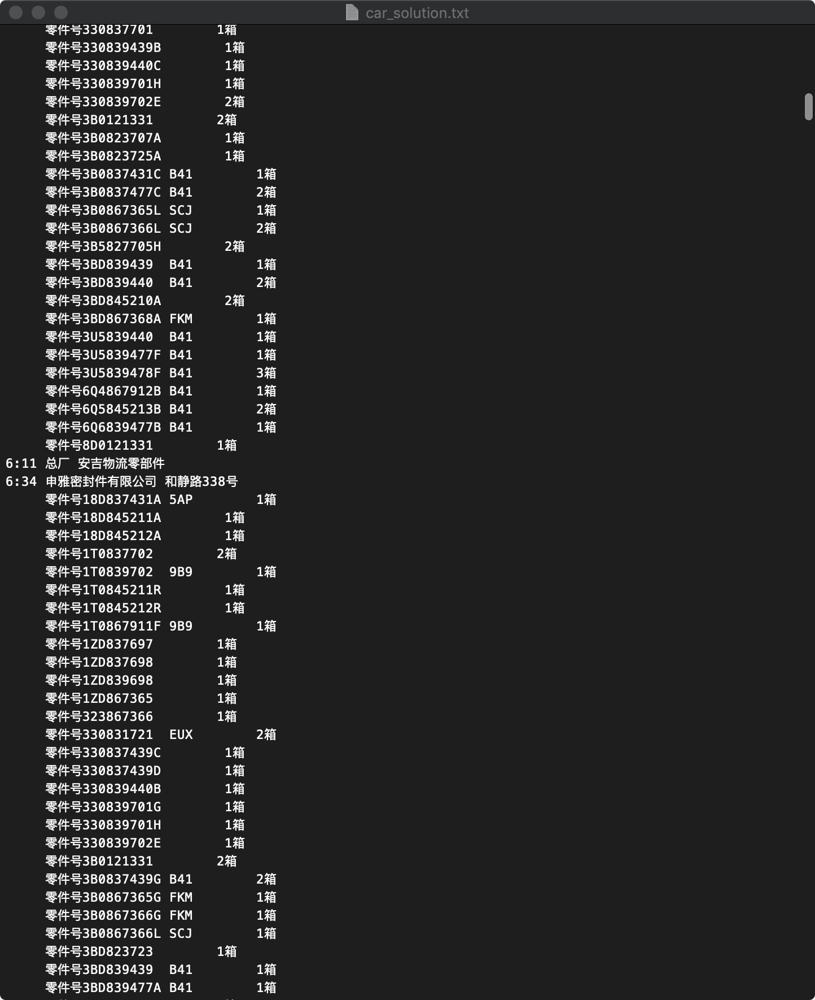 car_solution.txt
零件号330837701 1箱
零件号330839439B 1箱
零件号330839440C 1箱
零件号330839701H 1箱
零件号330839702E 2箱
零件号3B0121331 2箱
零件号3B0823707A 1箱
零件号3B0823725A 1箱
零件号3B0837431C B41 1箱
零件号3B0837477C B41 2箱
零件号3B0867365L SCJ 1箱
零件号3B0867366L SCJ 2箱
零件号3B5827705H 2箱
零件号3BD839439 B41 1箱
零件号3BD839440 B41 2箱
零件号3BD845210A 2箱
零件号3BD867368A FKM 1箱
零件号3U5839440 B41 1箱
零件号3U5839477F B41 1箱
零件号3U5839478F B41 3箱
零件号6Q4867912B B41 1箱
零件号6Q5845213B B41 2箱
零件号6Q6839477B B41 1箱
零件号8D0121331 1箱
6:11 总厂 安吉物流零部件
6:34 申雅密封件有限公司 和静路338号
零件号18D837431A 5AP 1箱
零件号18D845211A 1箱
零件号18D845212A 1箱
零件号1T0837702 2箱
零件号1T0839702 9B9 1箱
零件号1T0845211R 1箱
零件号1T0845212R 1箱
零件号1T0867911F 9B9 1箱
零件号1ZD837697 1箱
零件号1ZD837698 1箱
零件号1ZD839698 1箱
零件号1ZD867365 1箱
零件号323867366 1箱
零件号330831721 EUX 2箱
零件号330837439C 1箱
零件号330837439D 1箱
零件号330839440B 1箱
零件号330839701G 1箱
零件号330839701H 1箱
零件号330839702E 1箱
零件号3B0121331 2箱
零件号3B0837439G B41 2箱
零件号3B0867365G FKM 1箱
零件号3B0867366G FKM 1箱
零件号3B0867366L SCJ 1箱
零件号3BD823723 1箱
零件号3BD839439 B41 1箱
零件号3BD839477A B41 1箱